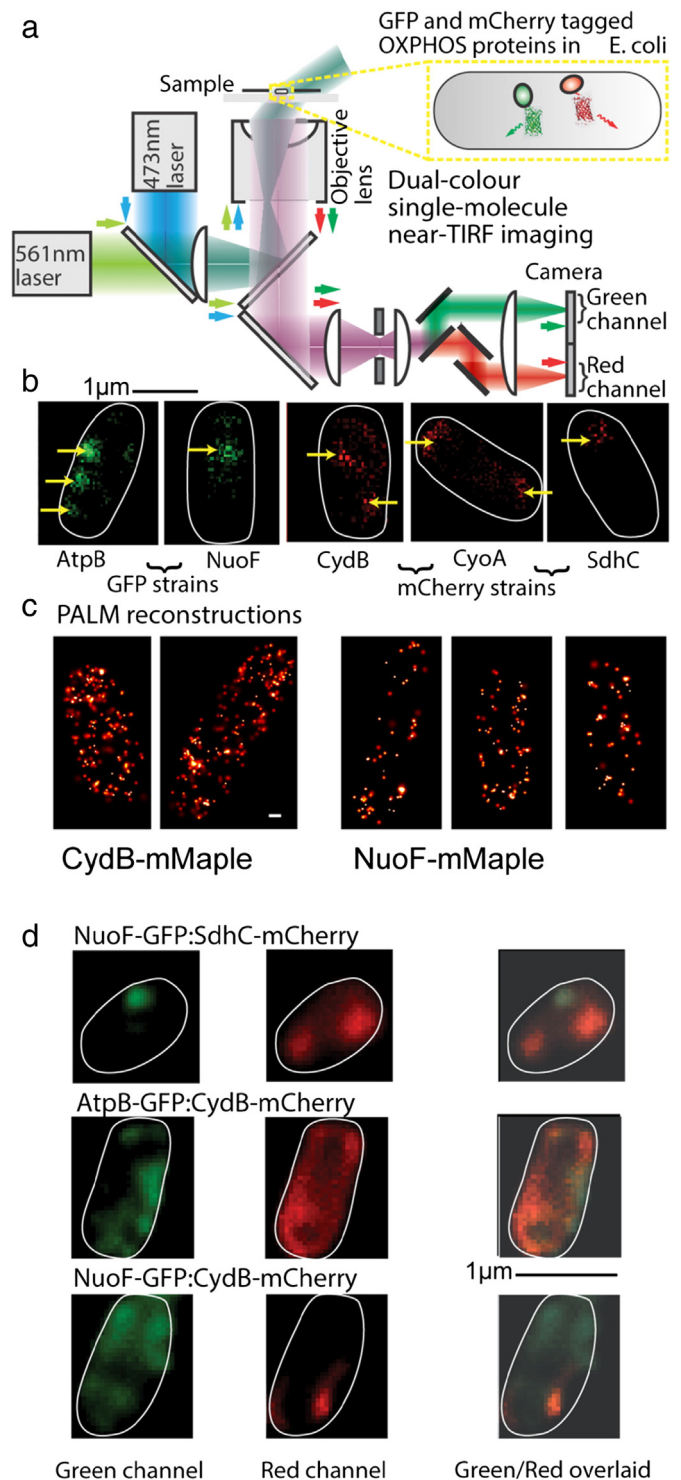 a
GFP and mCherry tagged
OXPHOS proteins in E. coli
Sample
473nm
laser
Objective
lens
561nm
laser
Dual-colour
single-molecule
near-TIRF imaging
Camera
Green
channel
Red
channel
b
1μm
AtpB
NuoF
CydB
CyoA
SdhC
GFP strains
mCherry strains
c
PALM reconstructions
CydB-mMaple
NuoF-mMaple
d
NuoF-GFP:SdhC-mCherry
AtpB-GFP:CydB-mCherry
NuoF-GFP:CydB-mCherry
1μm
Green channel
Red channel
Green/Red overlaid